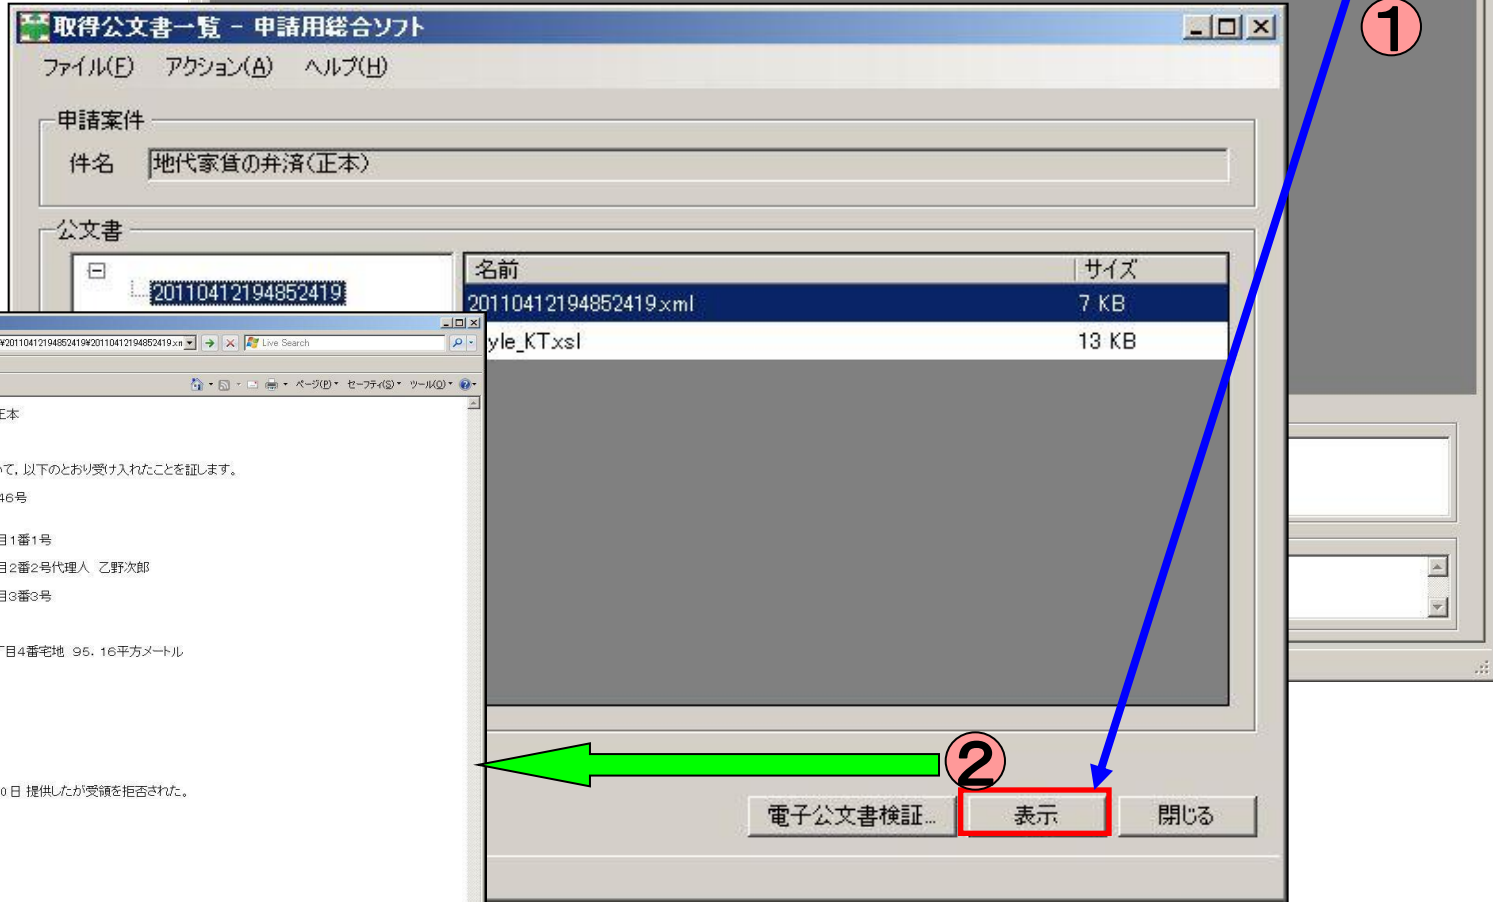 ①
取得公文書一覧 - 申請用総合ソフト
ファイル(F) アクション(A) ヘルプ(H)
申請案件
件名 地代家賃の弁済(正本)
公文書
20110412194852419
名前 サイズ
20110412194852419.xml 7 KB
yle_KT.xsl 13 KB
¥20110412194852419¥20110412194852419.xn Live Search
ページ(P) セーフティ(S) ツール(O)
正本
いて，以下のとおり受け入れたことを証します。
46号
目1番1号
目2番2号代理人 乙野次郎
目3番3号
丁目4番宅地 95．16平方メートル
0日 提供したが受領を拒否された。
②
電子公文書検証... 表示 閉じる